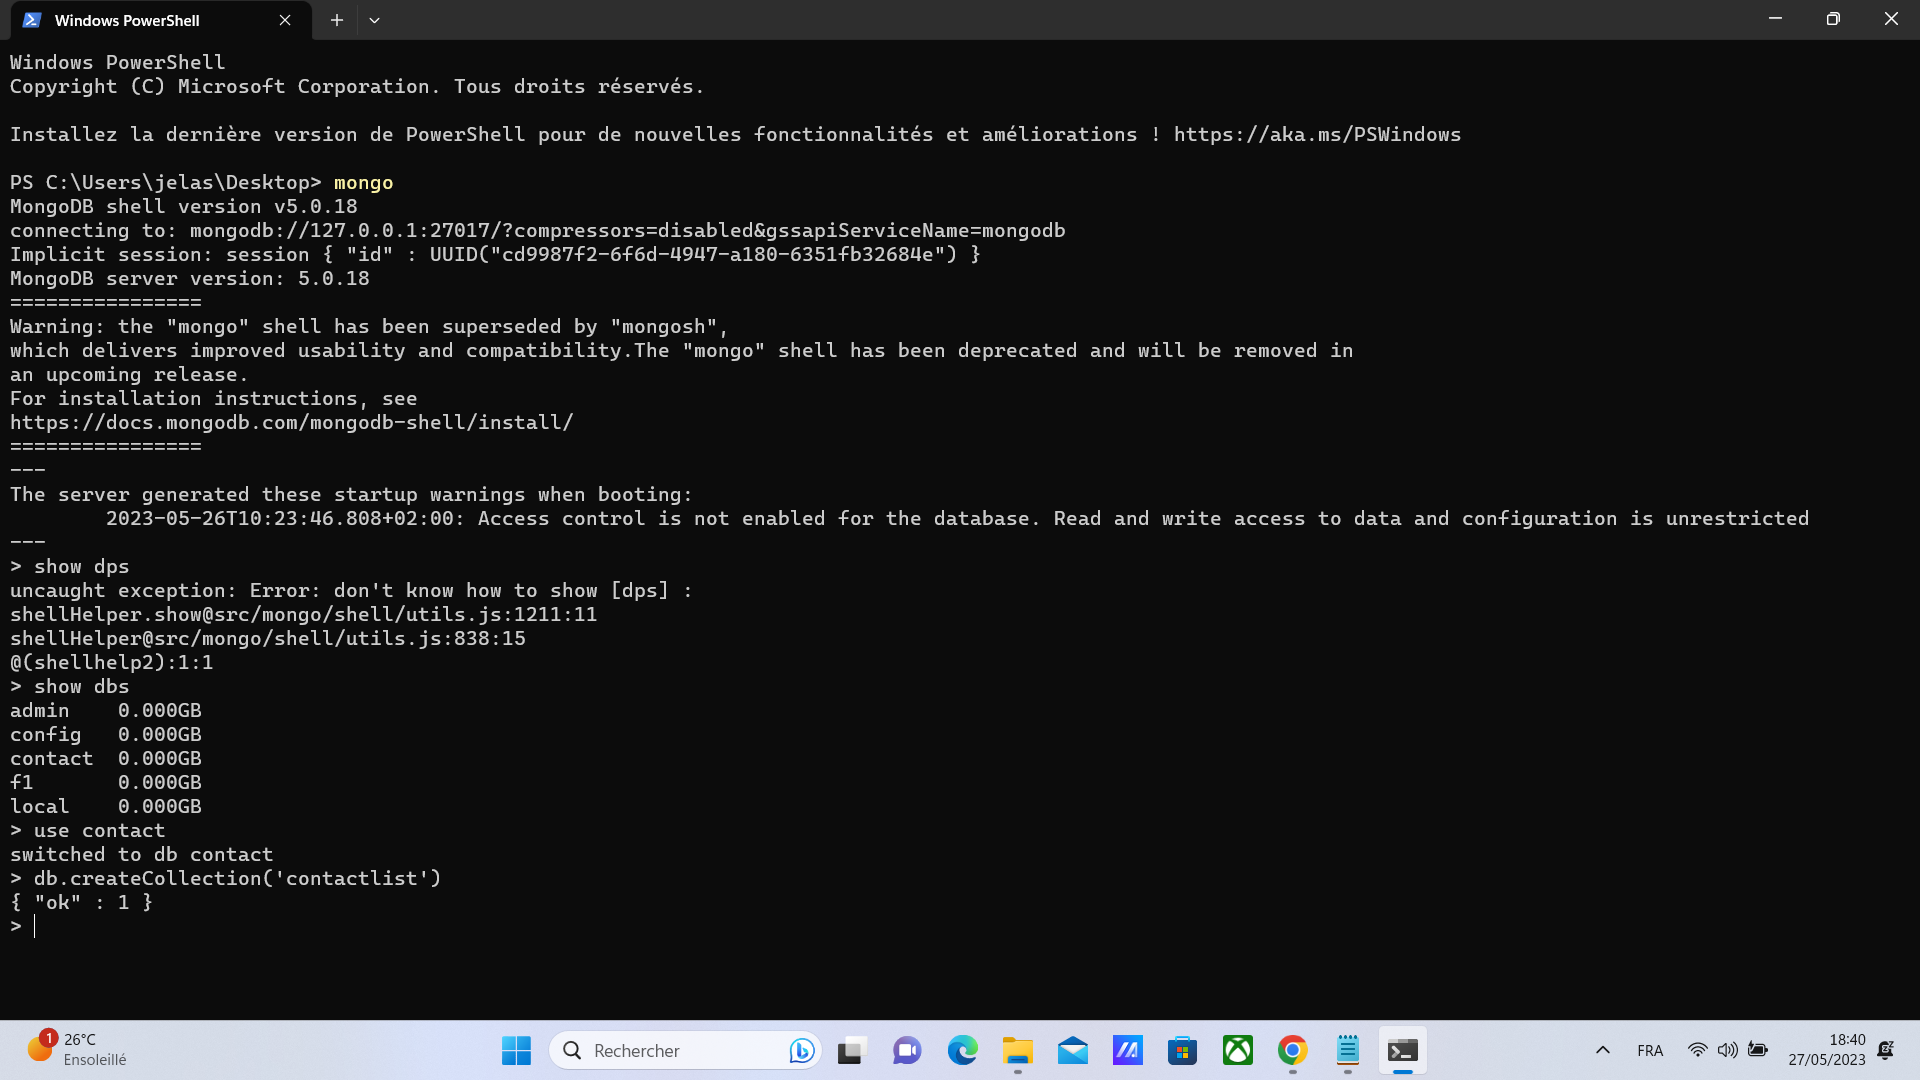 Windows PowerShell
Windows PowerShell
Copyright (C) Microsoft Corporation. Tous droits réservés.
Installez la dernière version de PowerShell pour de nouvelles fonctionnalités et améliorations ! https://aka.ms/PSWindows
PS C:\Users\jelas\Desktop> mongo
MongoDB shell version v5.0.18
connecting to: mongodb://127.0.0.1:27017/?compressors=disabled&gssapiServiceName=mongodb
Implicit session: session { "id" : UUID("cd9987f2-6f6d-4947-a180-6351fb32684e") }
MongoDB server version: 5.0.18
================
Warning: the "mongo" shell has been superseded by "mongosh",
which delivers improved usability and compatibility.The "mongo" shell has been deprecated and will be removed in
an upcoming release.
For installation instructions, see
https://docs.mongodb.com/mongodb-shell/install/
================
---
The server generated these startup warnings when booting:
        2023-05-26T10:23:46.808+02:00: Access control is not enabled for the database. Read and write access to data and configuration is unrestricted
---
> show dps
uncaught exception: Error: don't know how to show [dps] :
shellHelper.show@src/mongo/shell/utils.js:1211:11
shellHelper@src/mongo/shell/utils.js:838:15
@(shellhelp2):1:1
> show dbs
admin    0.000GB
config   0.000GB
contact  0.000GB
f1       0.000GB
local    0.000GB
> use contact
switched to db contact
> db.createCollection('contactlist')
{ "ok" : 1 }
>
1
26°C
Ensoleillé
Rechercher
FRA
18:40
27/05/2023